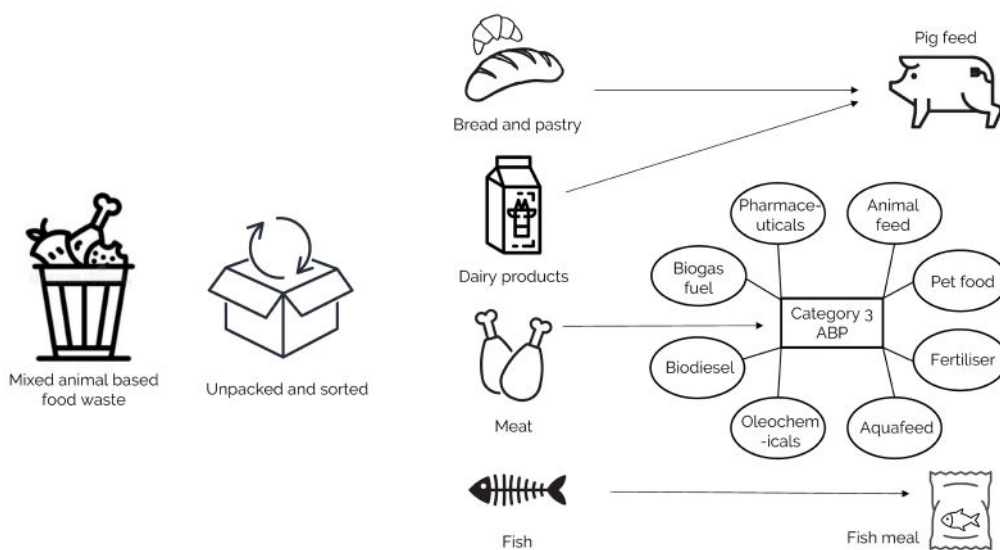 Mixed animal based
food waste
Unpacked and sorted
Bread and pastry
Dairy products
Meat
Fish
Pig feed
Pharmace-
uticals
Animal
feed
Biogas
fuel
Pet food
Category 3
ABP
Biodiesel
Fertiliser
Oleochem
-icals
Aquafeed
Fish meal